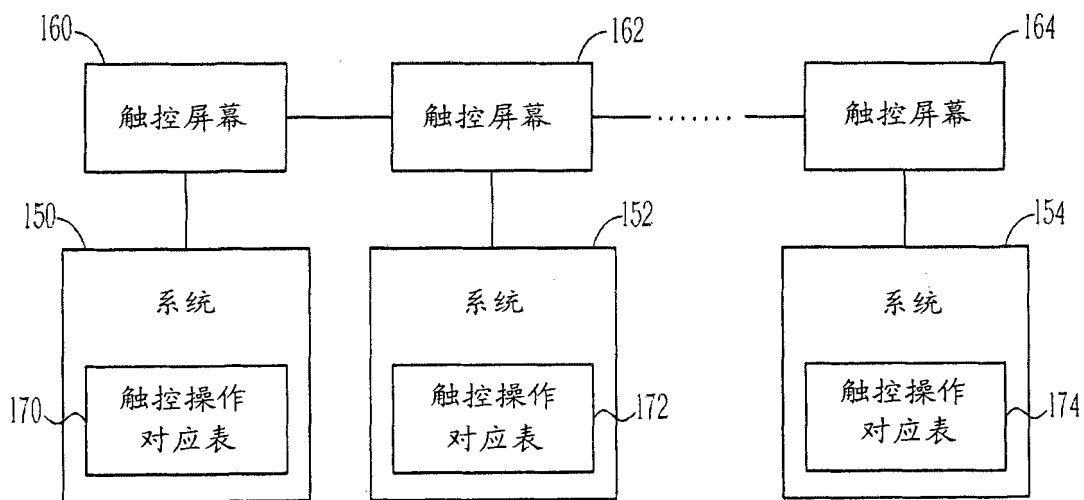 160
162
164
触控屏幕
触控屏幕
.......
触控屏幕
150
152
154
系统
系统
系统
170
触控操作
对应表
172
触控操作
对应表
174
触控操作
对应表